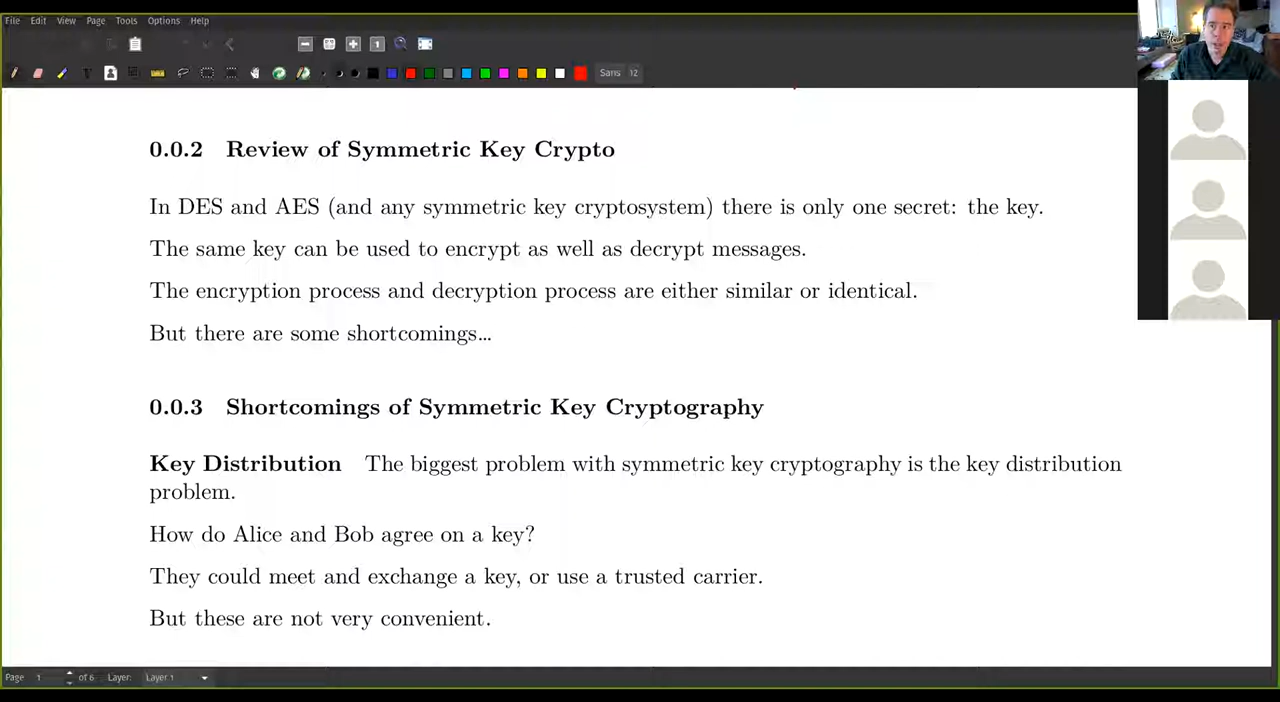 File Edit View Page Tools Options Help
1
T
Sans 12
0.0.2 Review of Symmetric Key Crypto
In DES and AES (and any symmetric key cryptosystem) there is only one secret: the key.
The same key can be used to encrypt as well as decrypt messages.
The encryption process and decryption process are either similar or identical.
But there are some shortcomings...
0.0.3 Shortcomings of Symmetric Key Cryptography
Key Distribution The biggest problem with symmetric key cryptography is the key distribution
problem.
How do Alice and Bob agree on a key?
They could meet and exchange a key, or use a trusted carrier.
But these are not very convenient.
Page 1 of 6 Layer: Layer 1